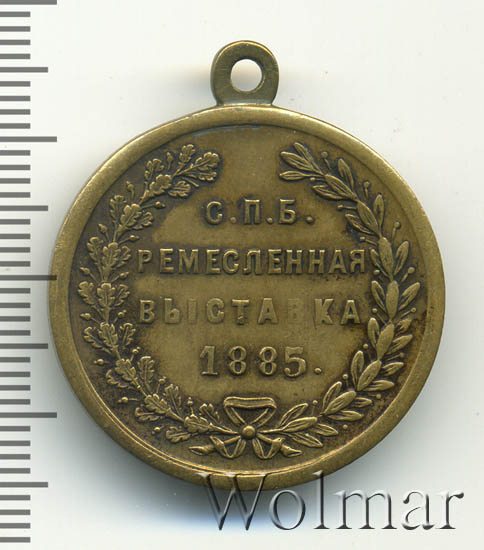 С.П.Б.
РЕМЕСЛЕННАЯ
ВЫСТАВКА
1885.
Wolmar